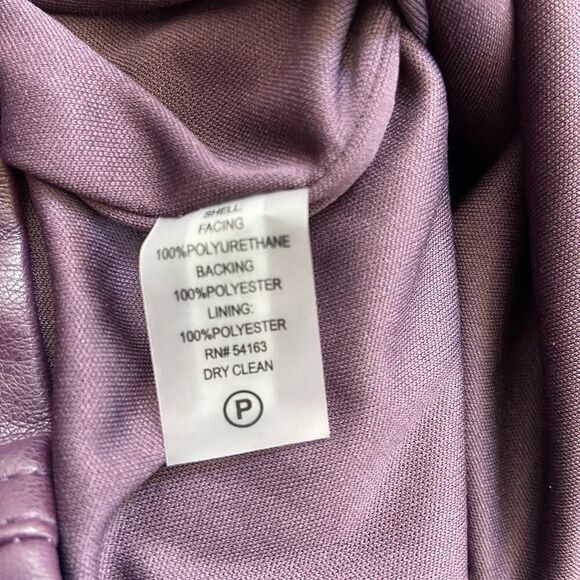 SHELL:
FACING
100%POLYURETHANE
BACKING
100%POLYESTER
LINING:
100%POLYESTER
RN# 54163
DRY CLEAN
P